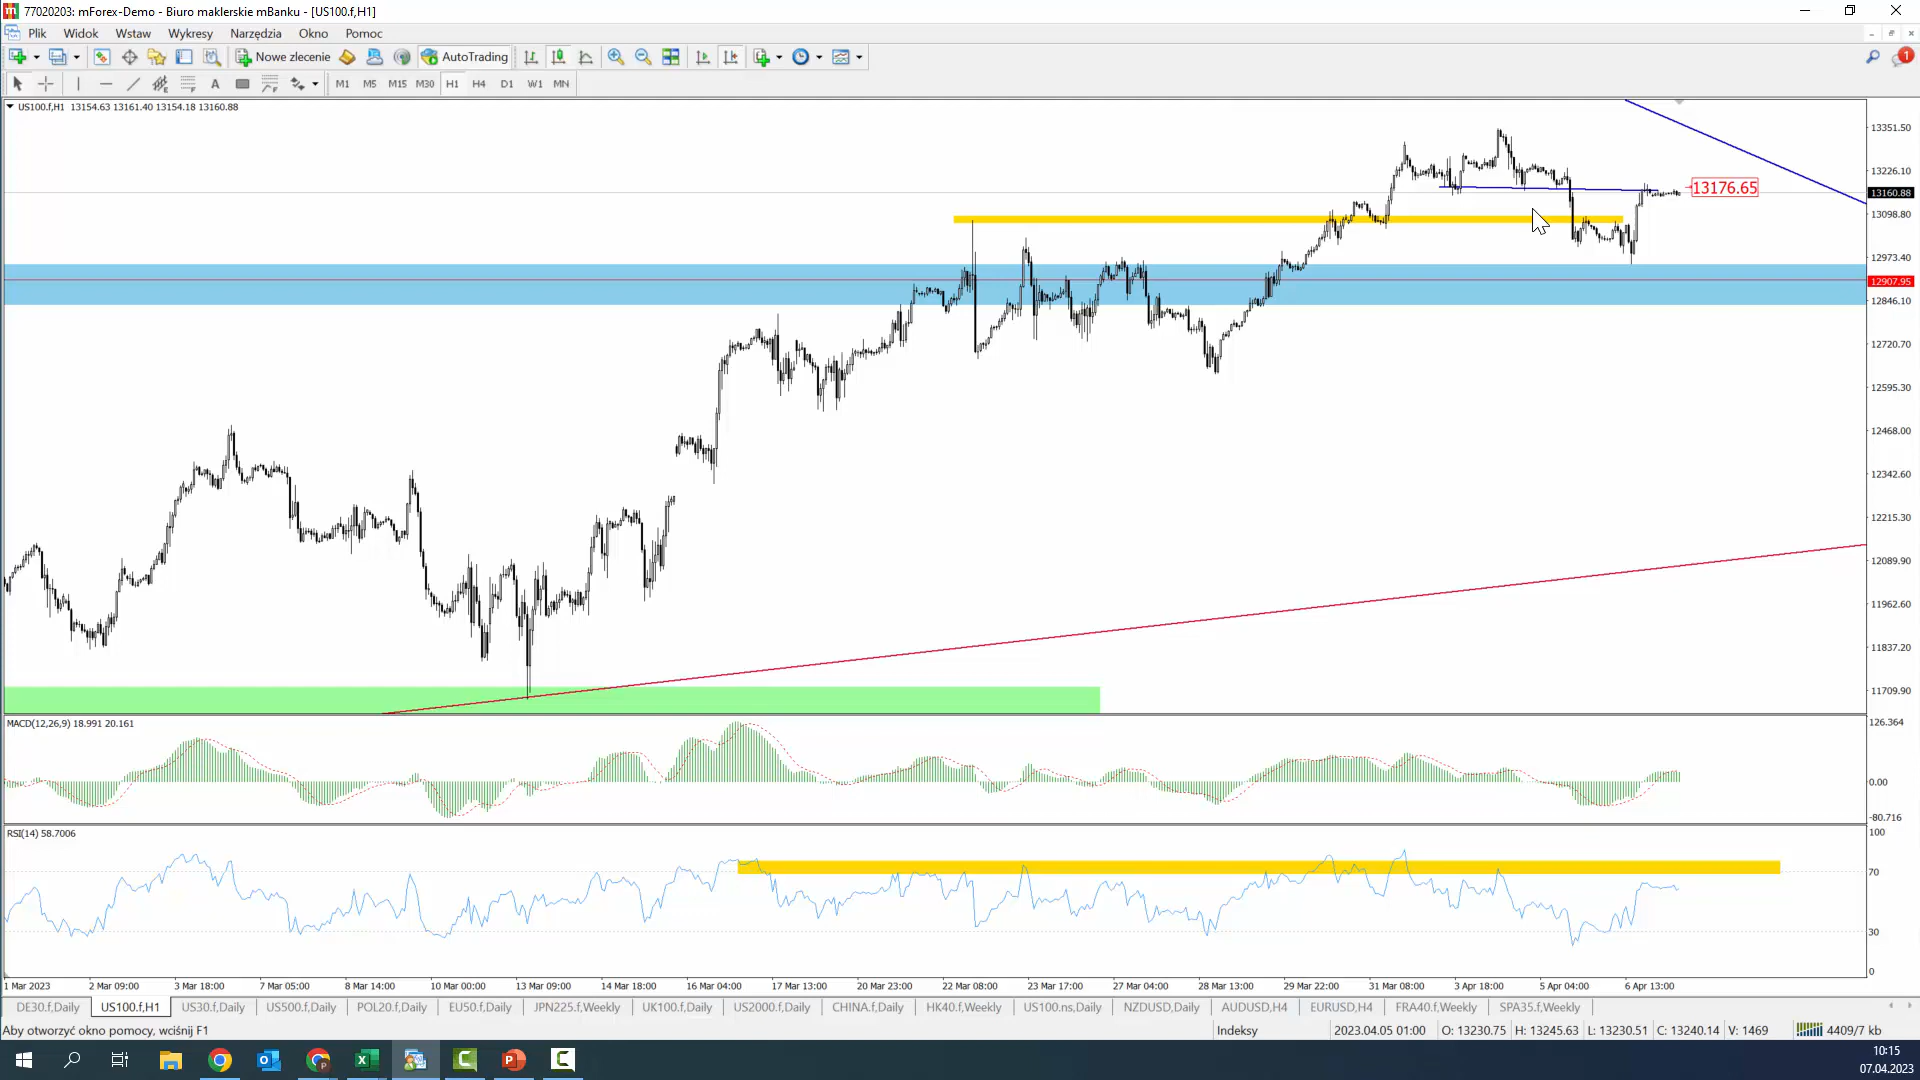 77020203: mForex-Demo - Biuro maklerskie mBanku - [US100.f,H1]
Plik Widok Wstaw Wykresy Narzędzia Okno Pomoc
Nowe zlecenie AutoTrading 1
A M1 M5 M15 M30 H1 H4 D1 W1 MN
US100.f,H1 13154.63 13161.40 13154.18 13160.88
13351.50
13226.10
13176.65
13160.88
13098.80
12973.40
12907.95
12846.10
12720.70
12595.30
12468.00
12342.60
12215.30
12089.90
11962.60
11837.20
11709.90
MACD(12,26,9) 18.991 20.161
126.364
0.00
-80.716
RSI(14) 58.7006
100
70
30
0
1 Mar 2023 2 Mar 09:00 3 Mar 18:00 7 Mar 05:00 8 Mar 14:00 10 Mar 00:00 13 Mar 09:00 14 Mar 18:00 16 Mar 04:00 17 Mar 13:00 20 Mar 23:00 22 Mar 08:00 23 Mar 17:00 27 Mar 04:00 28 Mar 13:00 29 Mar 22:00 31 Mar 08:00 3 Apr 18:00 5 Apr 04:00 6 Apr 13:00
DE30.f,Daily US100.f,H1 US30.f,Daily US500.f,Daily POL20.f,Daily EU50.f,Daily JPN225.f,Weekly UK100.f,Daily US2000.f,Daily CHINA.f,Daily HK40.f,Weekly US100.ns,Daily NZDUSD,Daily AUDUSD,H4 EURUSD,H4 FRA40.f,Weekly SPA35.f,Weekly
Aby otworzyć okno pomocy, wciśnij F1 Indeksy 2023.04.05 01:00 O: 13230.75 H: 13245.63 L: 13230.51 C: 13240.14 V: 1469 4409/7 kb
10:15
07.04.2023